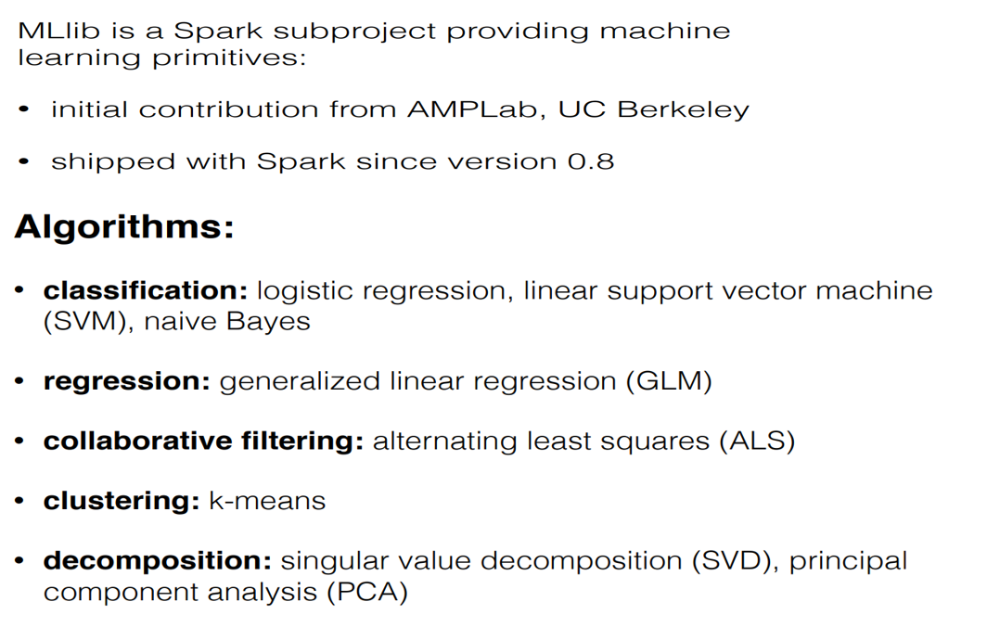 MLlib is a Spark subproject providing machine
learning primitives:
• initial contribution from AMPLab, UC Berkeley
• shipped with Spark since version 0.8
Algorithms:
• classification: logistic regression, linear support vector machine
(SVM), naive Bayes
• regression: generalized linear regression (GLM)
• collaborative filtering: alternating least squares (ALS)
• clustering: k-means
• decomposition: singular value decomposition (SVD), principal
component analysis (PCA)